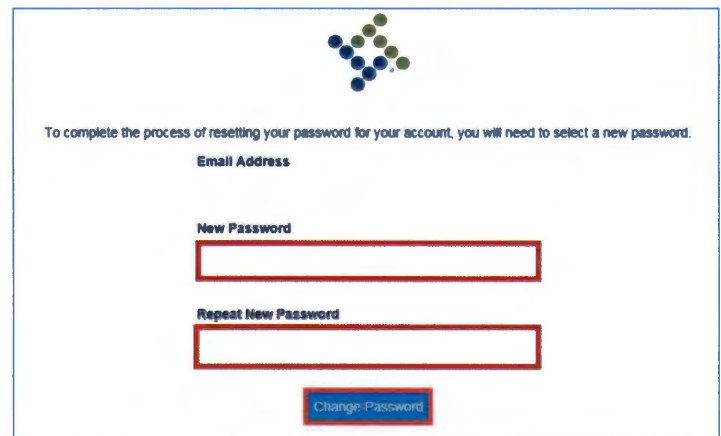 To complete the process of resetting your password for your account, you will need to select a new password.
Email Address
New Password
Repeat New Password
Change Password